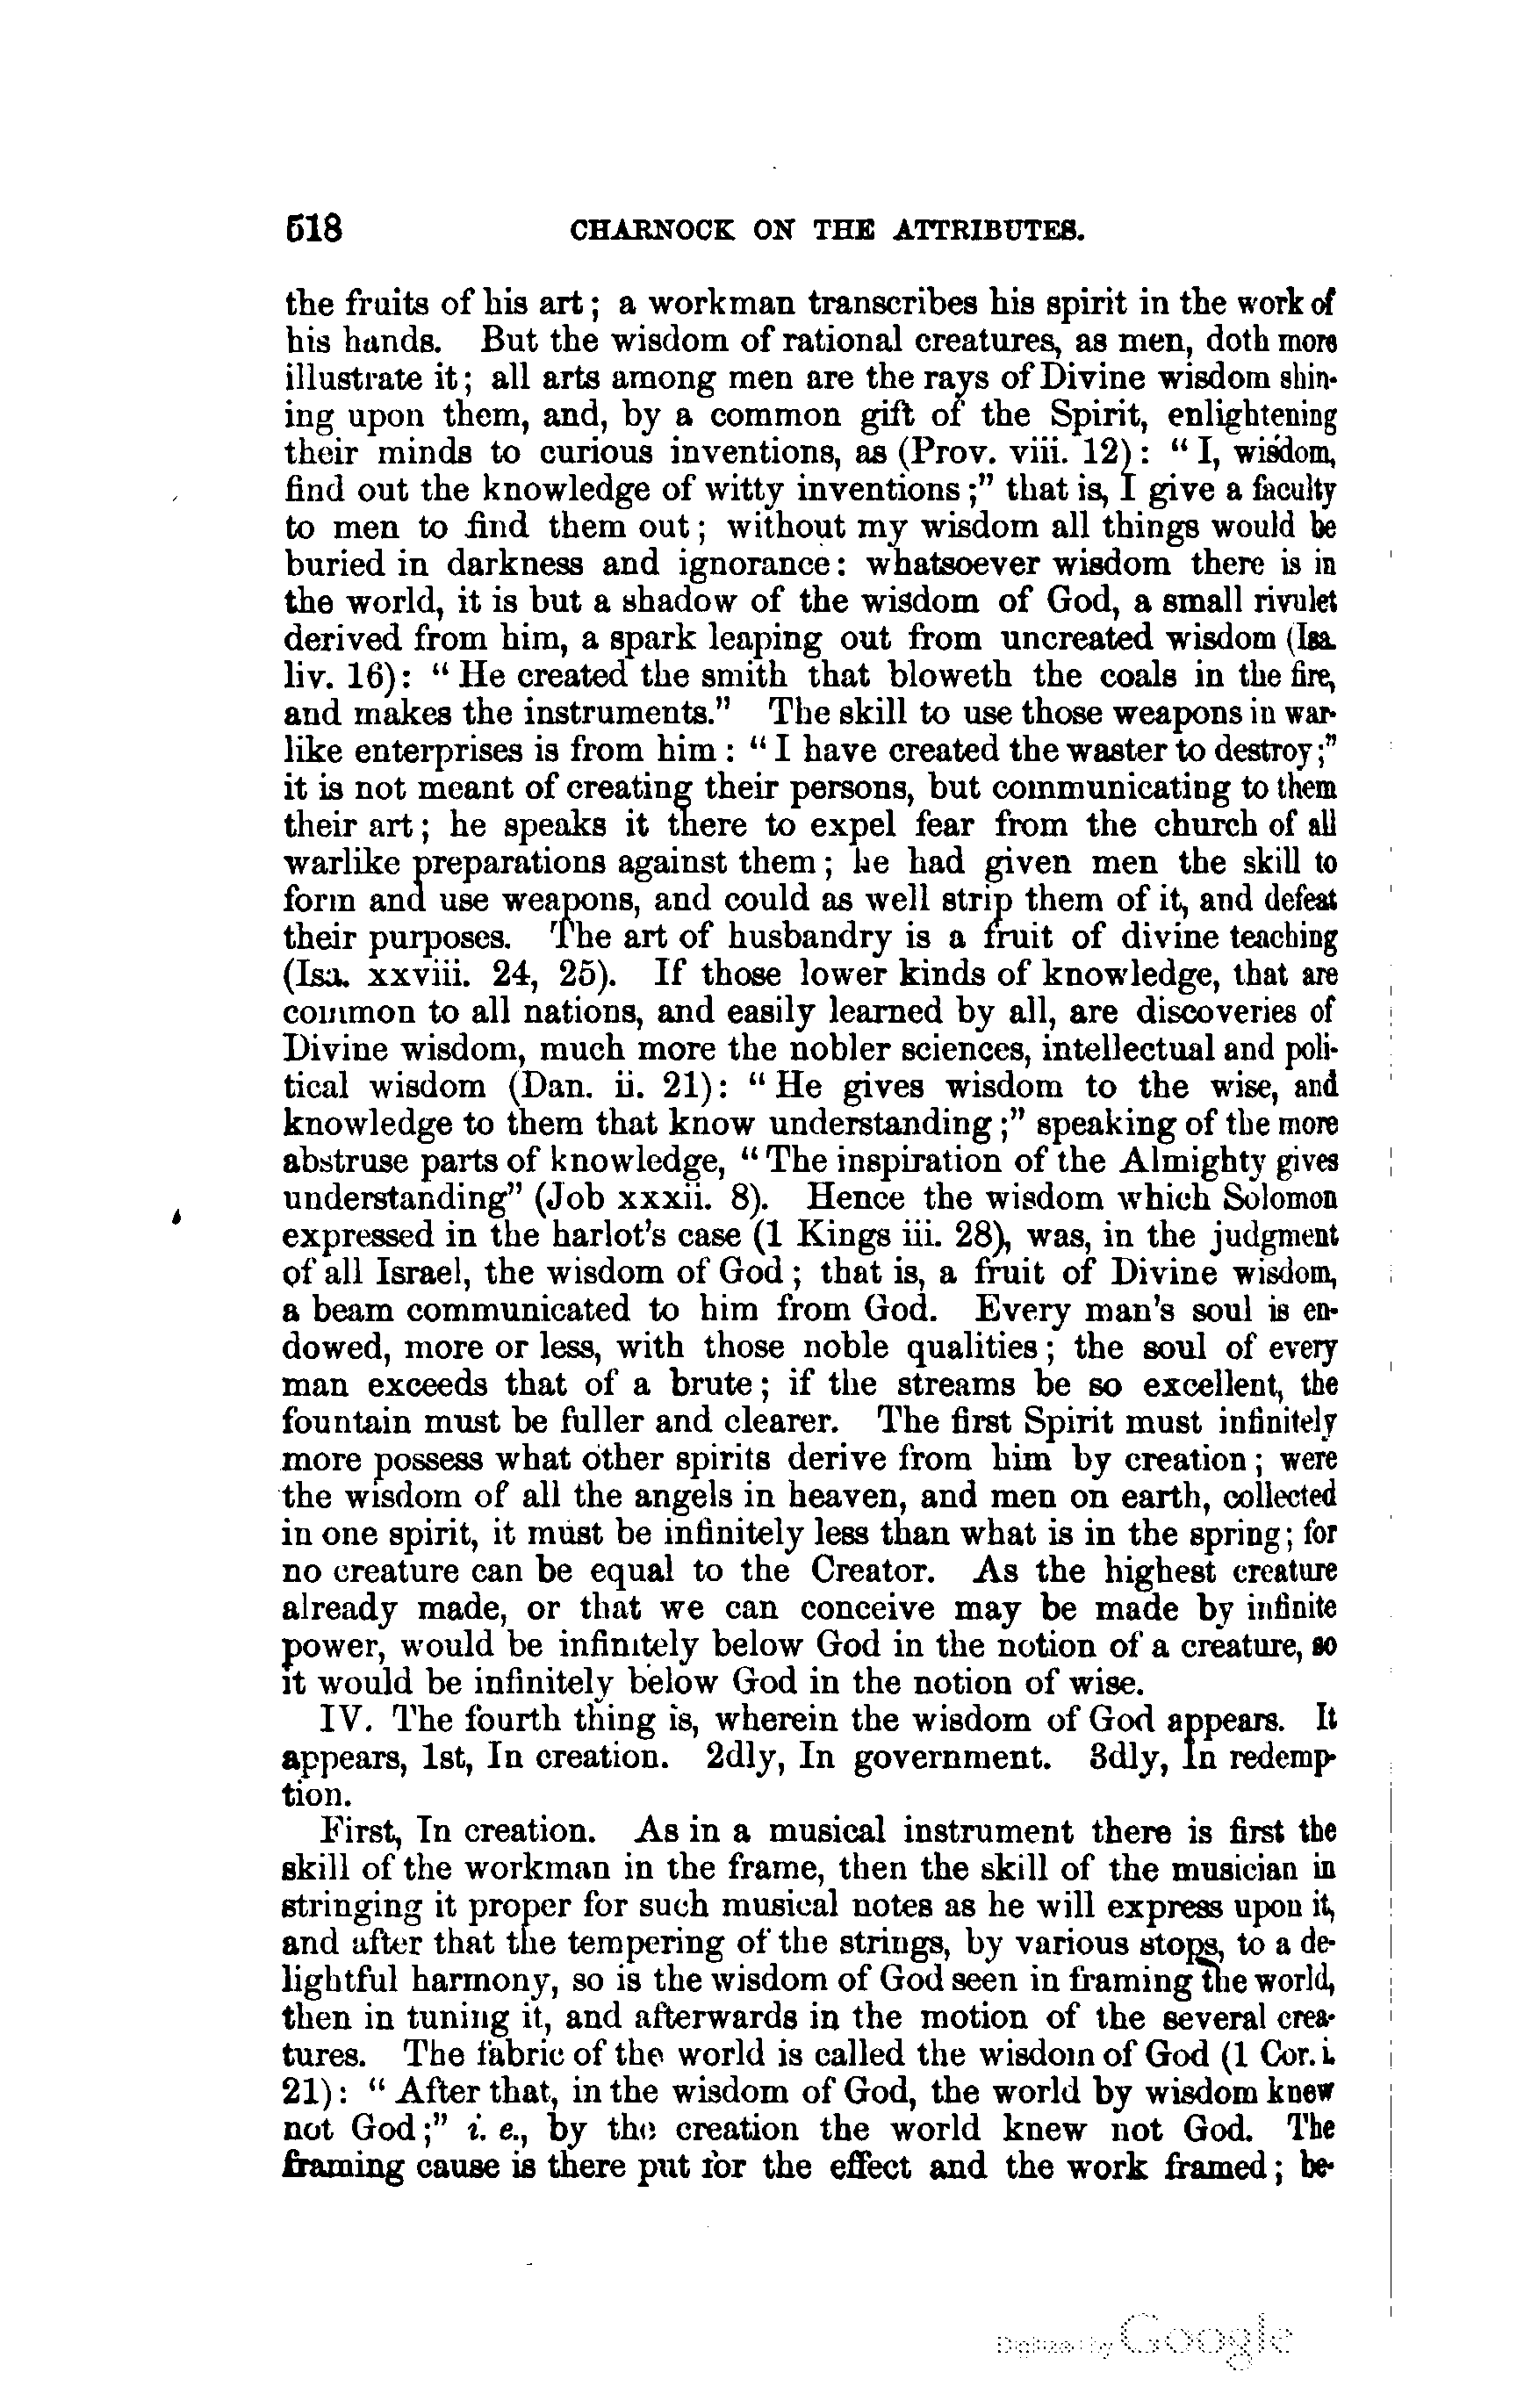 518 CHARNOCK ON THE ATTRIBUTES.
the fruits of his art; a workman transcribes his spirit in the work of
his hands. But the wisdom of rational creatures, as men, doth more
illustrate it; all arts among men are the rays of Divine wisdom shin-
ing upon them, and, by a common gift of the Spirit, enlightening
their minds to curious inventions, as (Prov. viii. 12): "I, wisdom,
find out the knowledge of witty inventions;" that is, I give a faculty
to men to find them out; without my wisdom all things would be
buried in darkness and ignorance: whatsoever wisdom there is in
the world, it is but a shadow of the wisdom of God, a small rivulet
derived from him, a spark leaping out from uncreated wisdom (Isa.
liv. 16): "He created the smith that bloweth the coals in the fire,
and makes the instruments." The skill to use those weapons in war-
like enterprises is from him: "I have created the waster to destroy;"
it is not meant of creating their persons, but communicating to them
their art; he speaks it there to expel fear from the church of all
warlike preparations against them; he had given men the skill to
form and use weapons, and could as well strip them of it, and defeat
their purposes. The art of husbandry is a fruit of divine teaching
(Isa. xxviii. 24, 25). If those lower kinds of knowledge, that are
common to all nations, and easily learned by all, are discoveries of
Divine wisdom, much more the nobler sciences, intellectual and poli-
tical wisdom (Dan. ii. 21): "He gives wisdom to the wise, and
knowledge to them that know understanding;" speaking of the more
abstruse parts of knowledge, "The inspiration of the Almighty gives
understanding" (Job xxxii. 8). Hence the wisdom which Solomon
expressed in the harlot's case (1 Kings iii. 28), was, in the judgment
of all Israel, the wisdom of God; that is, a fruit of Divine wisdom,
a beam communicated to him from God. Every man's soul is en-
dowed, more or less, with those noble qualities; the soul of every
man exceeds that of a brute; if the streams be so excellent, the
fountain must be fuller and clearer. The first Spirit must infinitely
more possess what other spirits derive from him by creation; were
the wisdom of all the angels in heaven, and men on earth, collected
in one spirit, it must be infinitely less than what is in the spring; for
no creature can be equal to the Creator. As the highest creature
already made, or that we can conceive may be made by infinite
power, would be infinitely below God in the notion of a creature, so
it would be infinitely below God in the notion of wise.
IV. The fourth thing is, wherein the wisdom of God appears. It
appears, 1st, In creation. 2dly, In government. 3dly, In redemp-
tion.
First, In creation. As in a musical instrument there is first the
skill of the workman in the frame, then the skill of the musician in
stringing it proper for such musical notes as he will express upon it,
and after that the tempering of the strings, by various stops, to a de-
lightful harmony, so is the wisdom of God seen in framing the world,
then in tuning it, and afterwards in the motion of the several crea-
tures. The fabric of the world is called the wisdom of God (1 Cor. i.
21): "After that, in the wisdom of God, the world by wisdom knew
not God;" i. e., by the creation the world knew not God. The
framing cause is there put for the effect and the work framed; be-
Digitized by Google